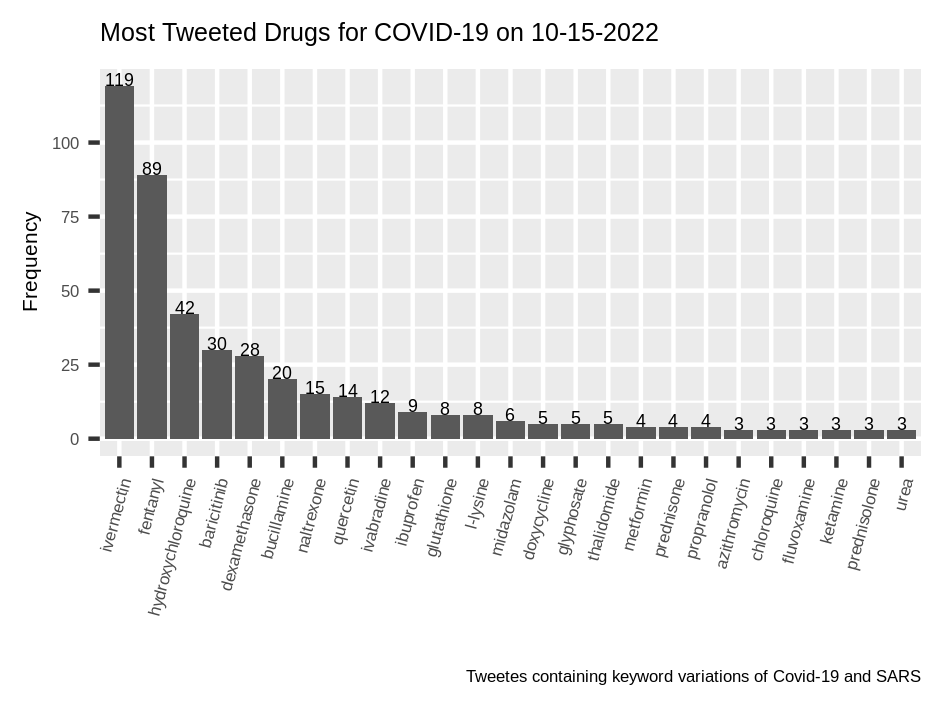 Most Tweeted Drugs for COVID-19 on 10-15-2022
Frequency
100
75
50
25
0
119
89
42
30
28
20
15
14
12
9
8
8
6
5
5
5
4
4
4
3
3
3
3
3
3
ivermectin
fentanyl
hydroxychloroquine
baricitinib
dexamethasone
bucillamine
naltrexone
quercetin
ivabradine
ibuprofen
glutathione
l-lysine
midazolam
doxycycline
glyphosate
thalidomide
metformin
prednisone
propranolol
azithromycin
chloroquine
fluvoxamine
ketamine
prednisolone
urea
Tweetes containing keyword variations of Covid-19 and SARS